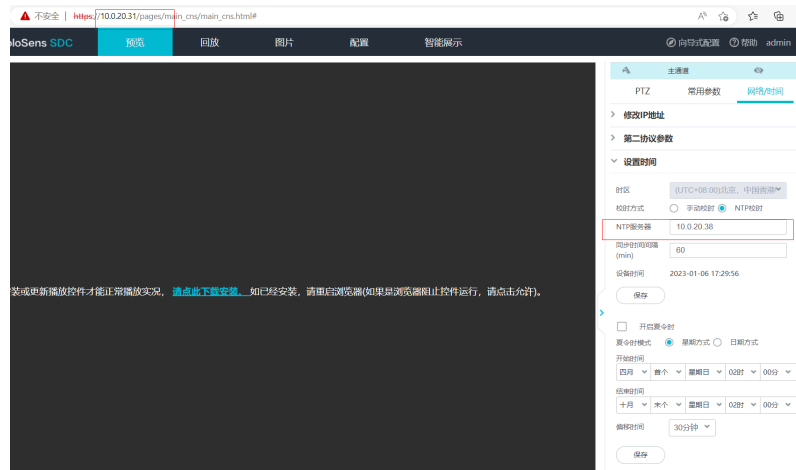 不安全 | https://10.0.20.31/pages/main_cns/main_cns.html#
loSens SDC 预览 回放 图片 配置 智能展示 向导式配置 帮助 admin
主通道
PTZ 常用参数 网络/时间
修改IP地址
第二协议参数
设置时间
时区 (UTC+08:00)北京、中国香港
校时方式 手动校时 NTP校时
NTP服务器 10.0.20.38
同步时间间隔 60
(min)
设备时间 2023-01-06 17:29:56
装或更新播放控件才能正常播放实况, 请点此下载安装。 如已经安装, 请重启浏览器(如果是浏览器阻止控件运行, 请点击允许)。
保存
开启夏令时
夏令时模式 星期方式 日期方式
开始时间
四月 首个 星期日 02时 00分
结束时间
十月 末个 星期日 02时 00分
偏移时间 30分钟
保存